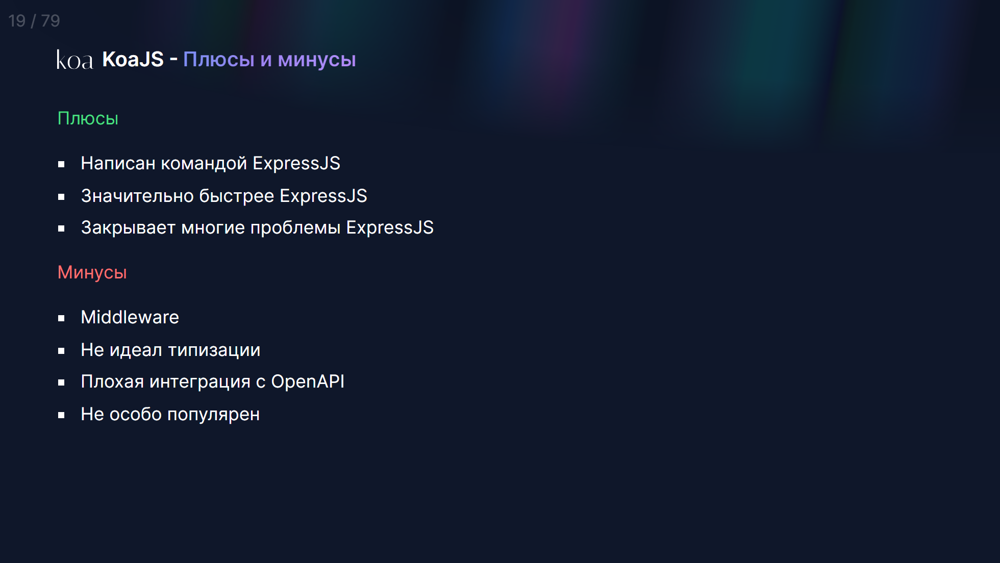 19 / 79
koa KoaJS - Плюсы и минусы
Плюсы
Написан командой ExpressJS
Значительно быстрее ExpressJS
Закрывает многие проблемы ExpressJS
Минусы
Middleware
Не идеал типизации
Плохая интеграция с OpenAPI
Не особо популярен